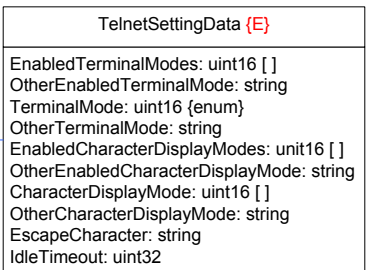 TelnetSettingData {E}
EnabledTerminalModes: uint16 [ ]
OtherEnabledTerminalMode: string
TerminalMode: uint16 {enum}
OtherTerminalMode: string
EnabledCharacterDisplayModes: unit16 [ ]
OtherEnabledCharacterDisplayMode: string
CharacterDisplayMode: uint16 [ ]
OtherCharacterDisplayMode: string
EscapeCharacter: string
IdleTimeout: uint32